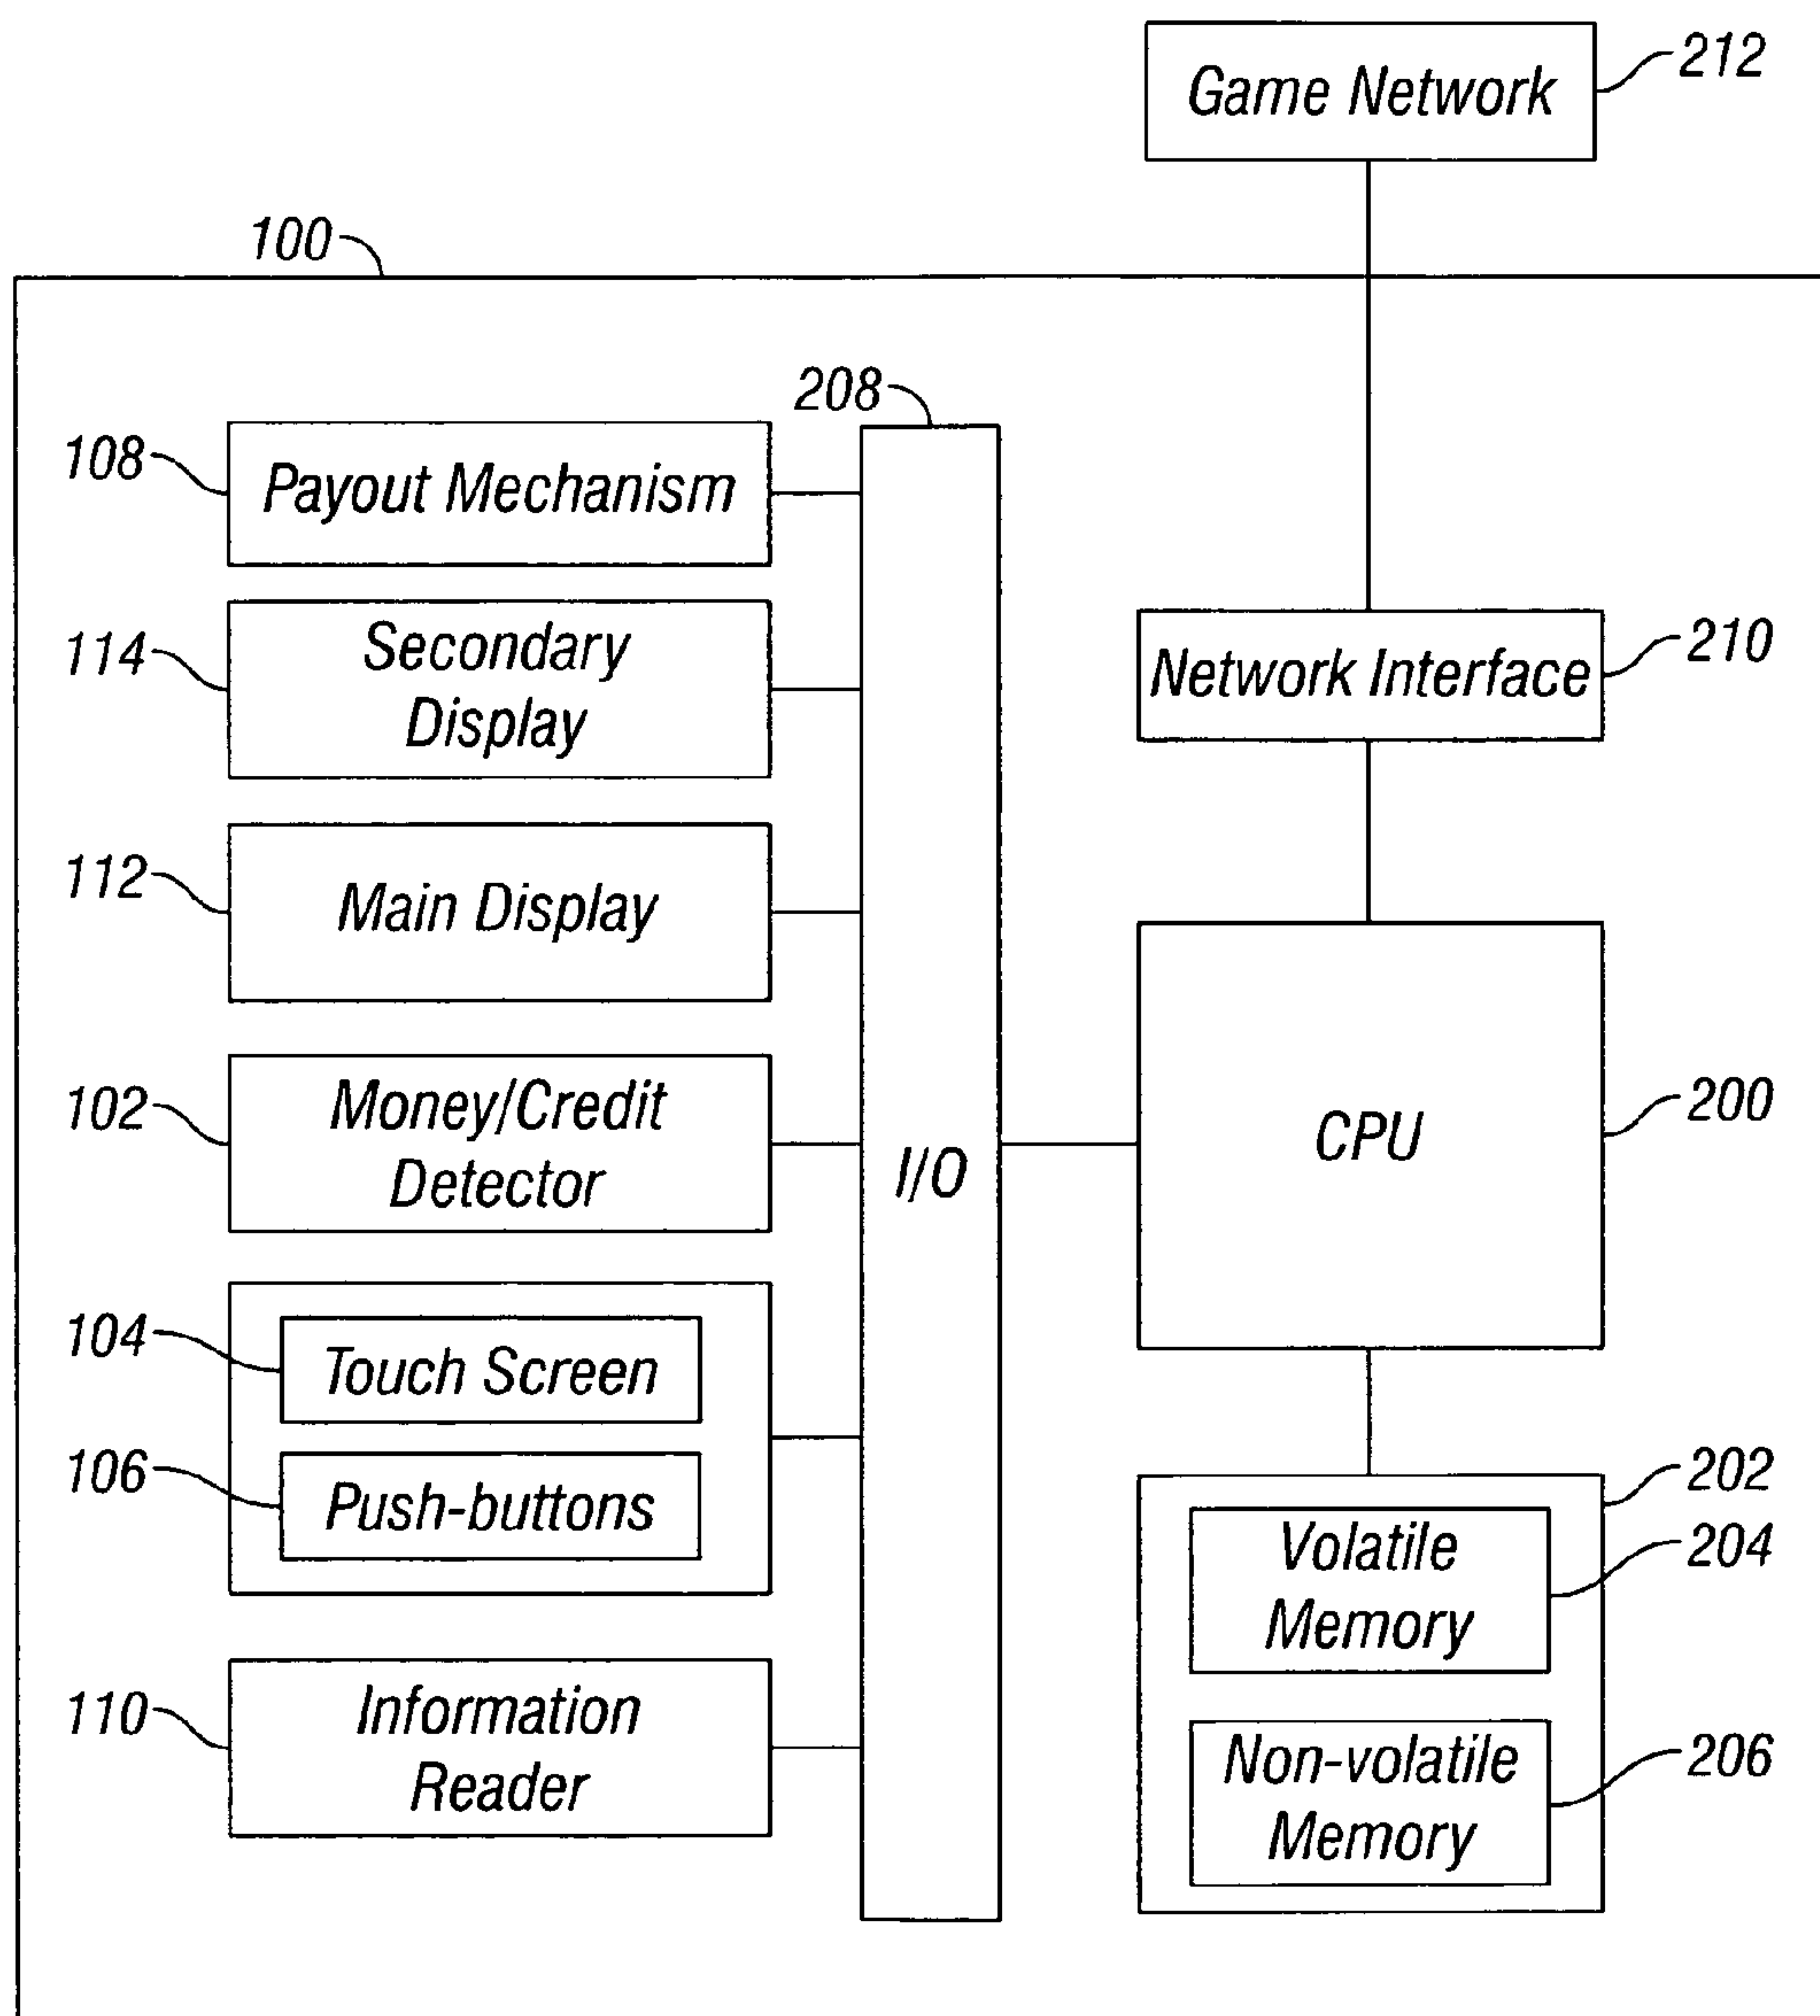 Game Network
212
100
208
108
Payout Mechanism
114
Secondary
Display
Network Interface
210
112
Main Display
102
Money/Credit
Detector
I/O
CPU
200
104
Touch Screen
106
Push-buttons
202
Volatile
Memory
204
110
Information
Reader
Non-volatile
Memory
206